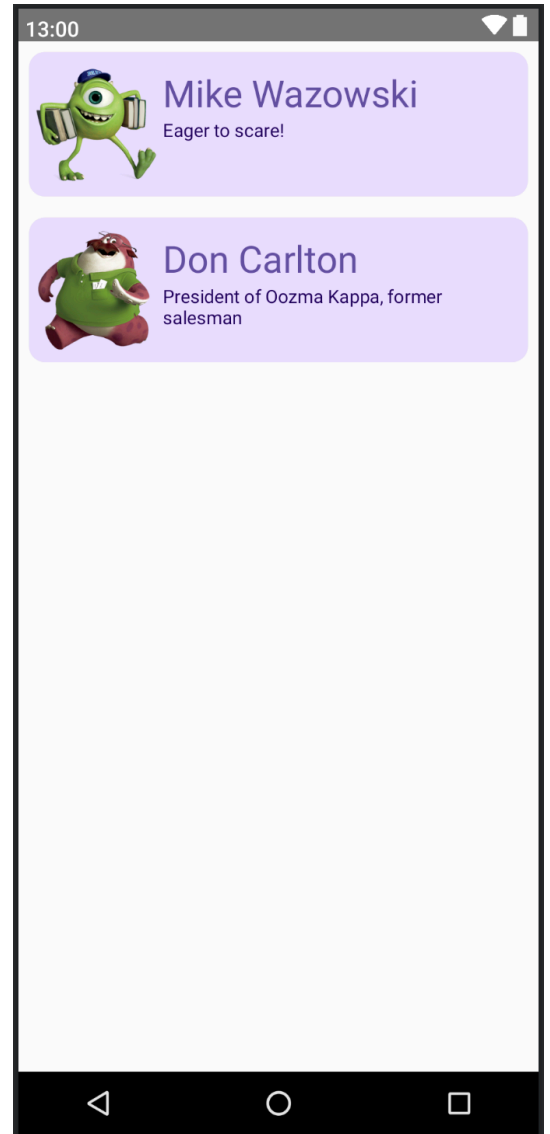 13:00
Mike Wazowski
Eager to scare!
Don Carlton
President of Oozma Kappa, former
salesman